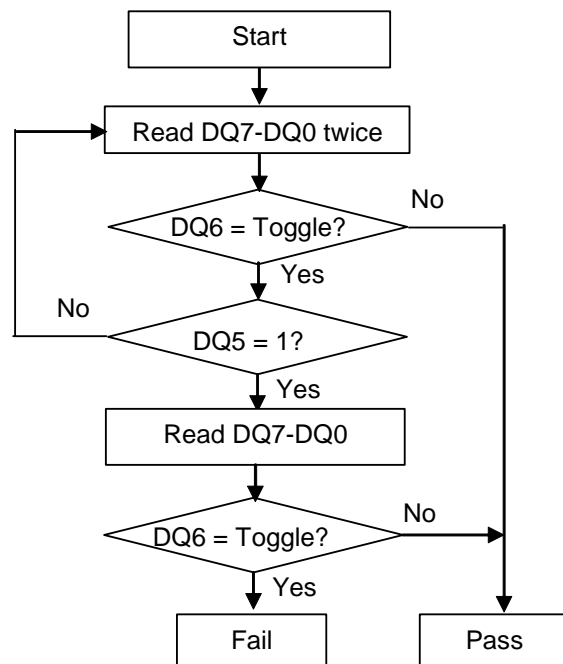 Start
Read DQ7-DQ0 twice
No
DQ6 = Toggle?
Yes
No
DQ5 = 1?
Yes
Read DQ7-DQ0
No
DQ6 = Toggle?
Yes
Fail
Pass